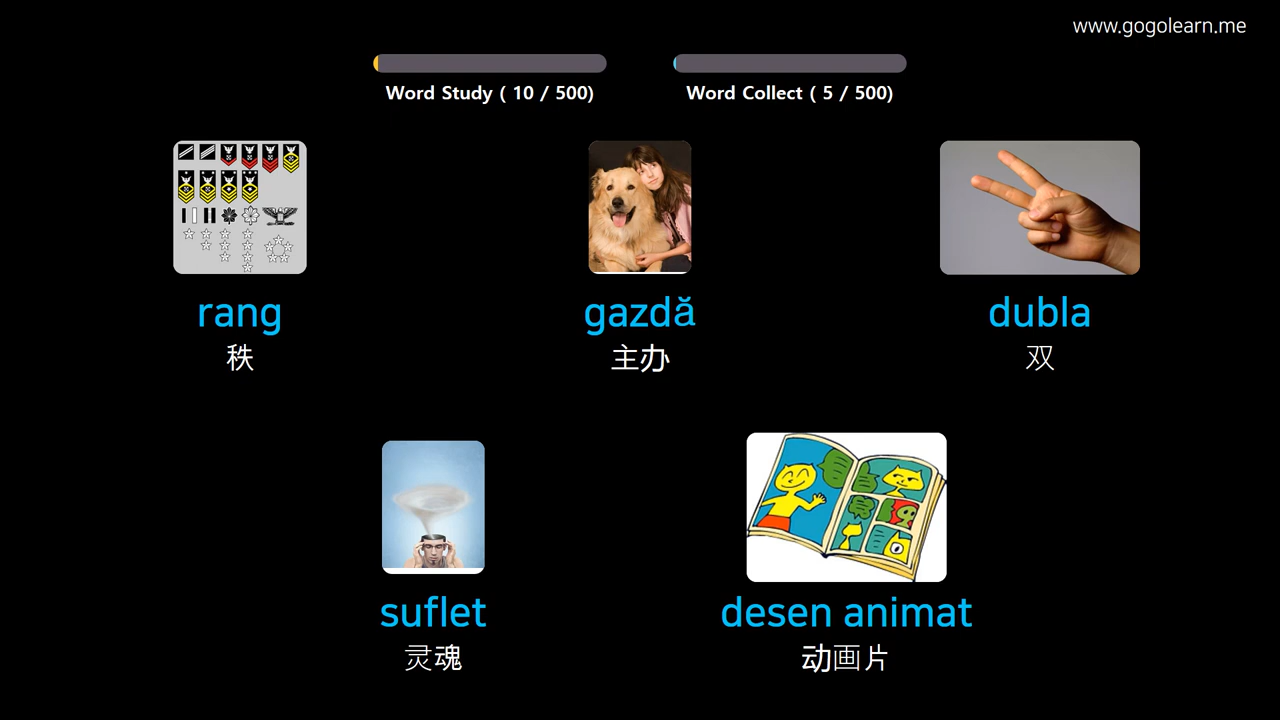 www.gogolearn.me
Word Study ( 10 / 500)
Word Collect ( 5 / 500)
rang
秩
gazdă
主办
dubla
双
suflet
灵魂
desen animat
动画片